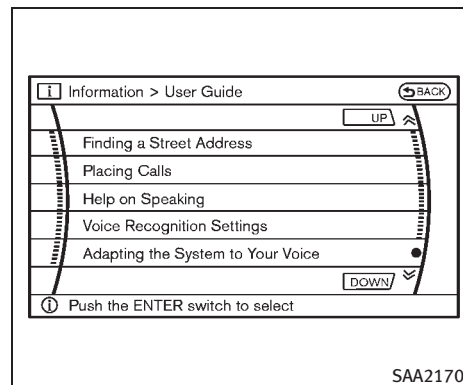 i Information > User Guide
BACK
UP
Finding a Street Address
Placing Calls
Help on Speaking
Voice Recognition Settings
Adapting the System to Your Voice
DOWN
i Push the ENTER switch to select
SAA2170